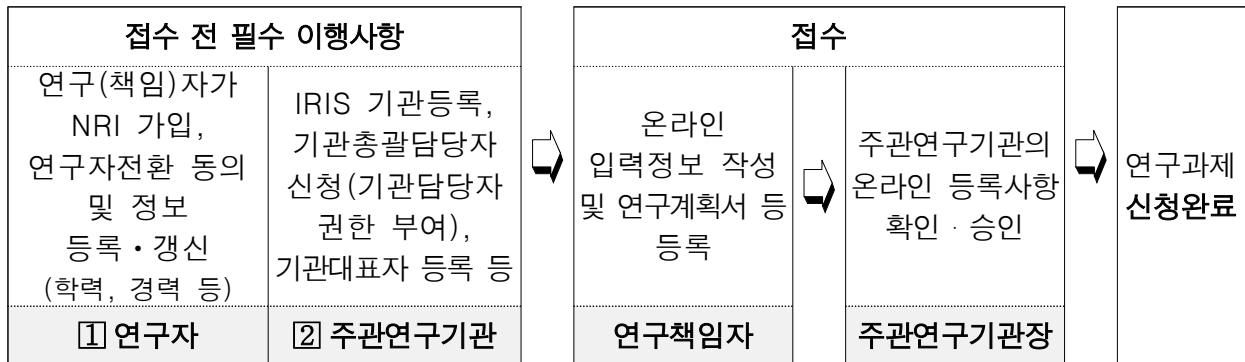 접수 전 필수 이행사항
연구(책임)자가
NRI 가입,
연구자전환 동의
및 정보
등록・갱신
(학력, 경력 등)
1 연구자
IRIS 기관등록,
기관총괄담당자
신청(기관담당자
권한 부여),
기관대표자 등록 등
2 주관연구기관
접수
온라인
입력정보 작성
및 연구계획서 등
등록
연구책임자
주관연구기관의
온라인 등록사항
확인 · 승인
주관연구기관장
연구과제
신청완료